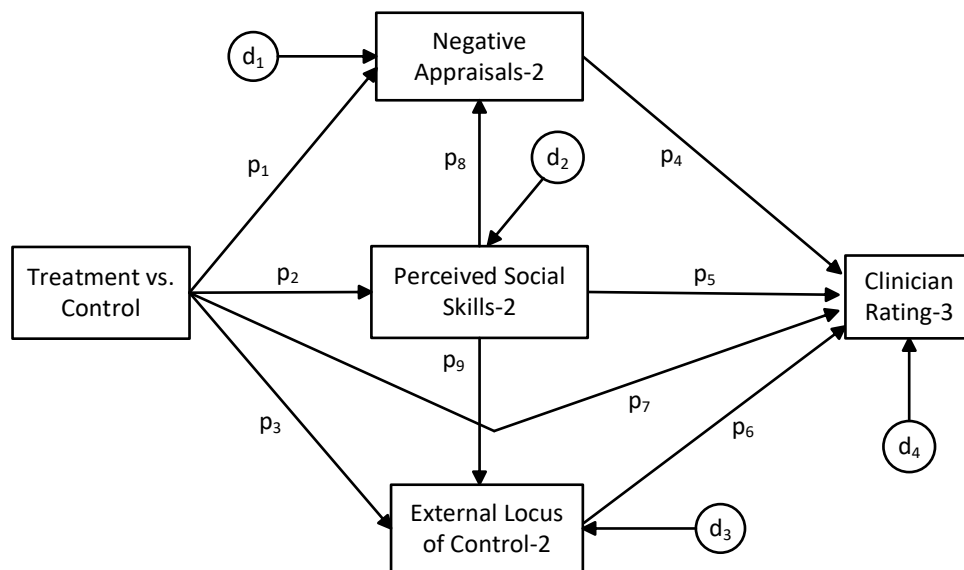 Negative
Appraisals-2
d₁
p₁
p₈
d₂
p₄
Treatment vs.
Control
p₂
Perceived Social
Skills-2
p₅
Clinician
Rating-3
p₉
p₃
p₇
p₆
d₄
External Locus
of Control-2
d₃